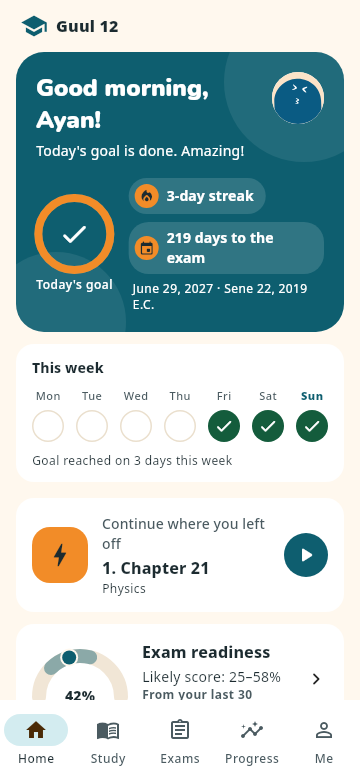 Guul 12
Good morning,
Ayan!
Today's goal is done. Amazing!
3-day streak
219 days to the
exam
Today's goal
June 29, 2027 · Sene 22, 2019
E.C.
This week
Mon Tue Wed Thu Fri Sat Sun
Goal reached on 3 days this week
Continue where you left
off
1. Chapter 21
Physics
Exam readiness
Likely score: 25–58%
From your last 30
42%
Home Study Exams Progress Me